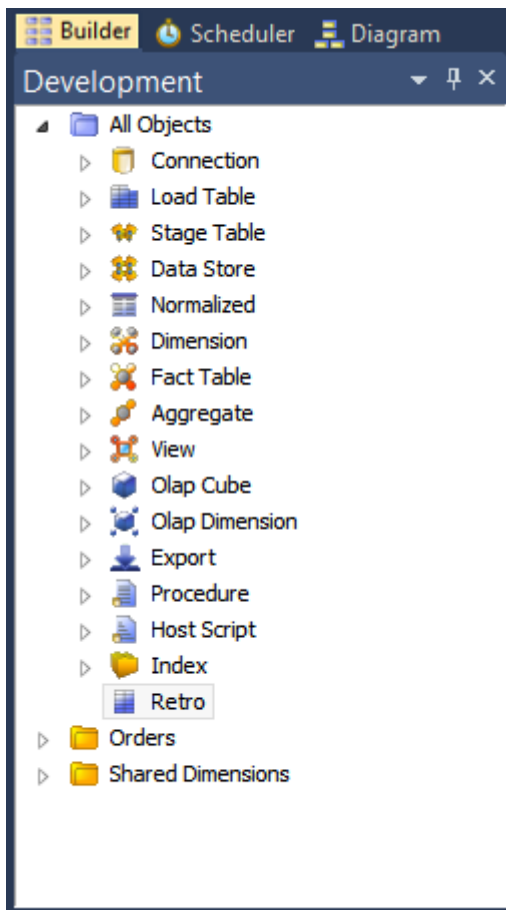 Builder Scheduler Diagram
Development
All Objects
Connection
Load Table
Stage Table
Data Store
Normalized
Dimension
Fact Table
Aggregate
View
Olap Cube
Olap Dimension
Export
Procedure
Host Script
Index
Retro
Orders
Shared Dimensions